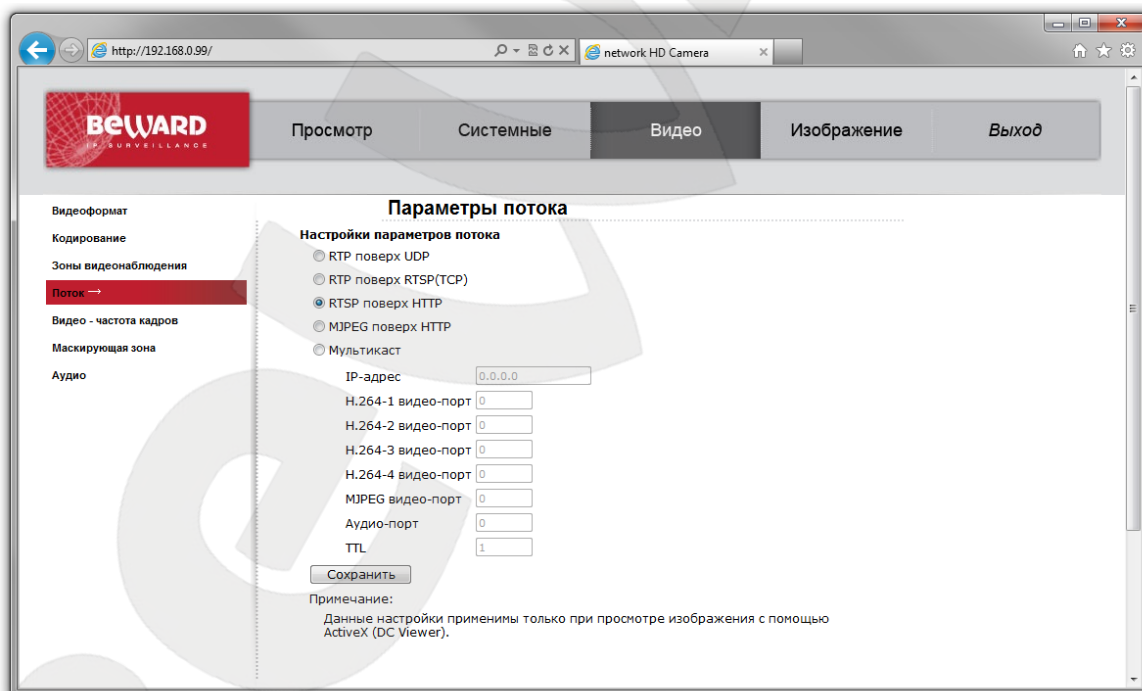 http://192.168.0.99/
network HD Camera
BEWARD
IP SURVEILLANCE
Просмотр
Системные
Видео
Изображение
Выход
Видеоформат
Кодирование
Зоны видеонаблюдения
Поток →
Видео - частота кадров
Маскирующая зона
Аудио
Параметры потока
Настройки параметров потока
RTP поверх UDP
RTP поверх RTSP(TCP)
RTSP поверх HTTP
MJPEG поверх HTTP
Мультикаст
IP-адрес 0.0.0.0
H.264-1 видео-порт 0
H.264-2 видео-порт 0
H.264-3 видео-порт 0
H.264-4 видео-порт 0
MJPEG видео-порт 0
Аудио-порт 0
TTL 1
Сохранить
Примечание:
Данные настройки применимы только при просмотре изображения с помощью
ActiveX (DC Viewer).